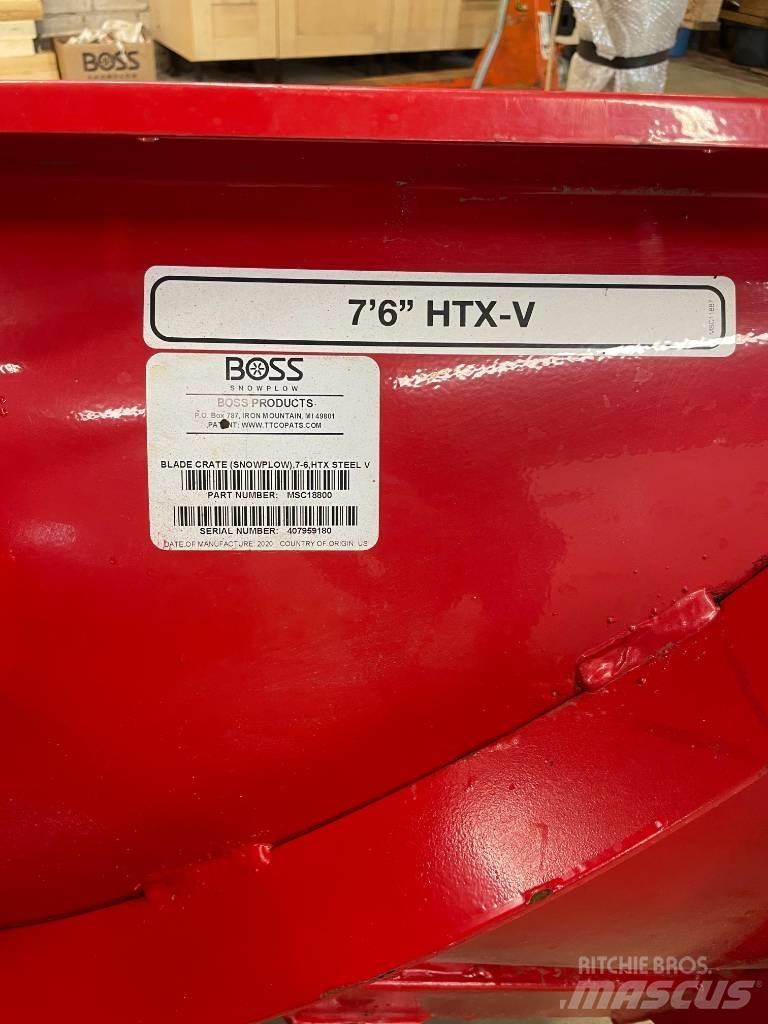 BOSS
7’6” HTX-V
MSC11887
BOSS
SNOWPLOW
BOSS PRODUCTS
P.O. Box 787, IRON MOUNTAIN, MI 49801
PATENT: WWW.TTCOPATS.COM
BLADE CRATE (SNOWPLOW),7-6,HTX STEEL V
PART NUMBER: MSC18800
SERIAL NUMBER: 407959180
DATE OF MANUFACTURE: 2020 COUNTRY OF ORIGIN: US
RITCHIE BROS.
MASCUS